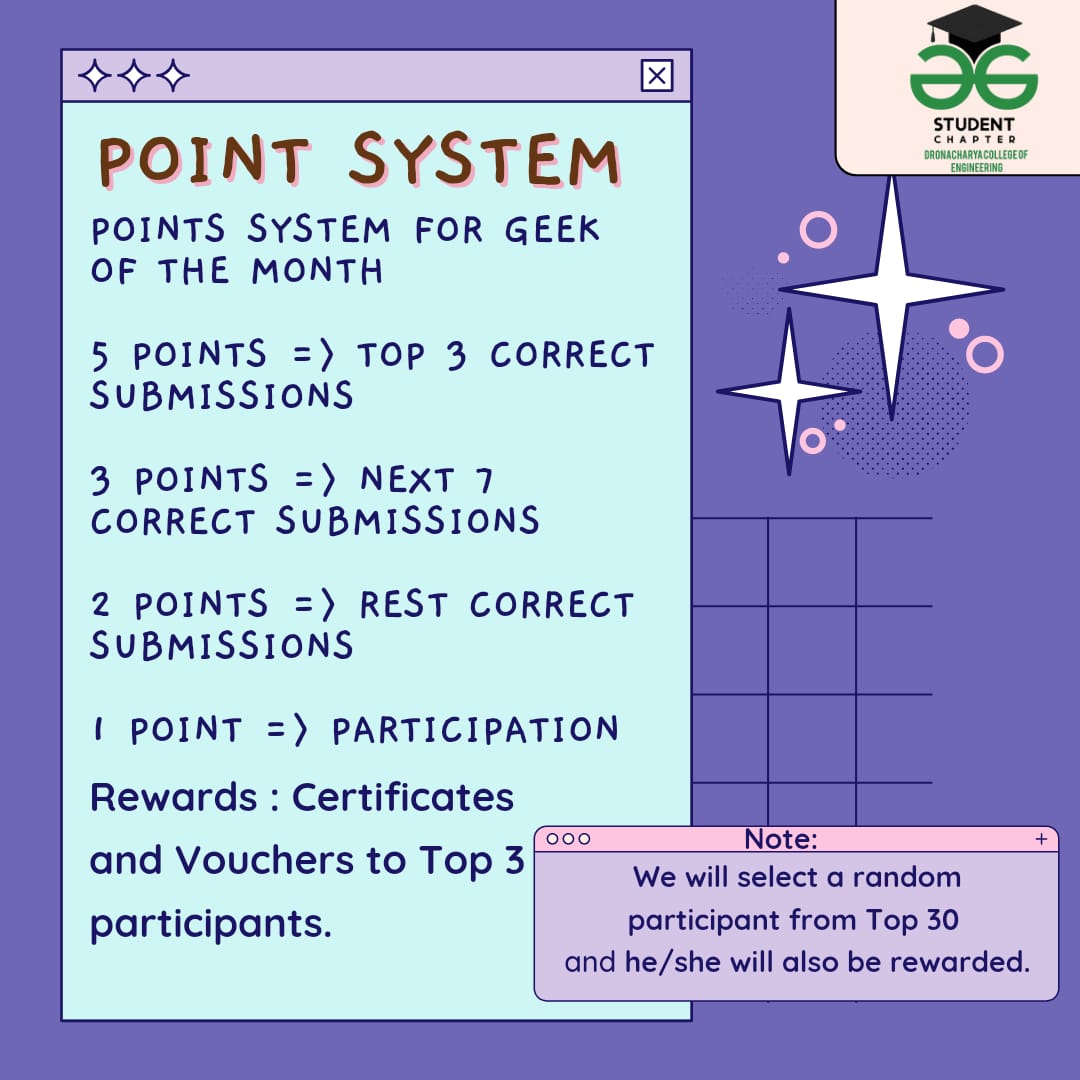 STUDENT
CHAPTER
DRONACHARYA COLLEGE OF
ENGINEERING
POINT SYSTEM
POINTS SYSTEM FOR GEEK
OF THE MONTH
5 POINTS => TOP 3 CORRECT
SUBMISSIONS
3 POINTS => NEXT 7
CORRECT SUBMISSIONS
2 POINTS => REST CORRECT
SUBMISSIONS
1 POINT => PARTICIPATION
Rewards : Certificates
and Vouchers to Top 3
participants.
Note:
We will select a random
participant from Top 30
and he/she will also be rewarded.